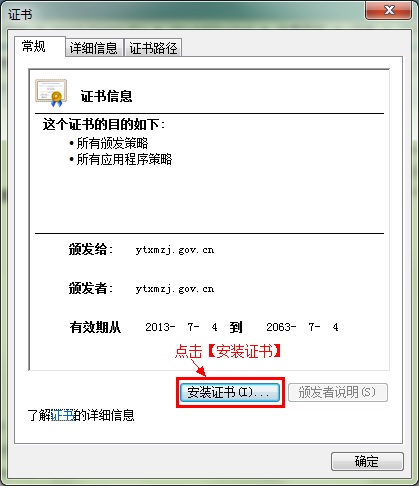 证书
常规 详细信息 证书路径
证书信息
这个证书的目的如下:
• 所有颁发策略
• 所有应用程序策略
颁发给: ytxmzj.gov.cn
颁发者: ytxmzj.gov.cn
有效期从 2013- 7- 4 到 2063- 7- 4
点击【安装证书】
安装证书(I)... 颁发者说明(S)
了解证书的详细信息
确定